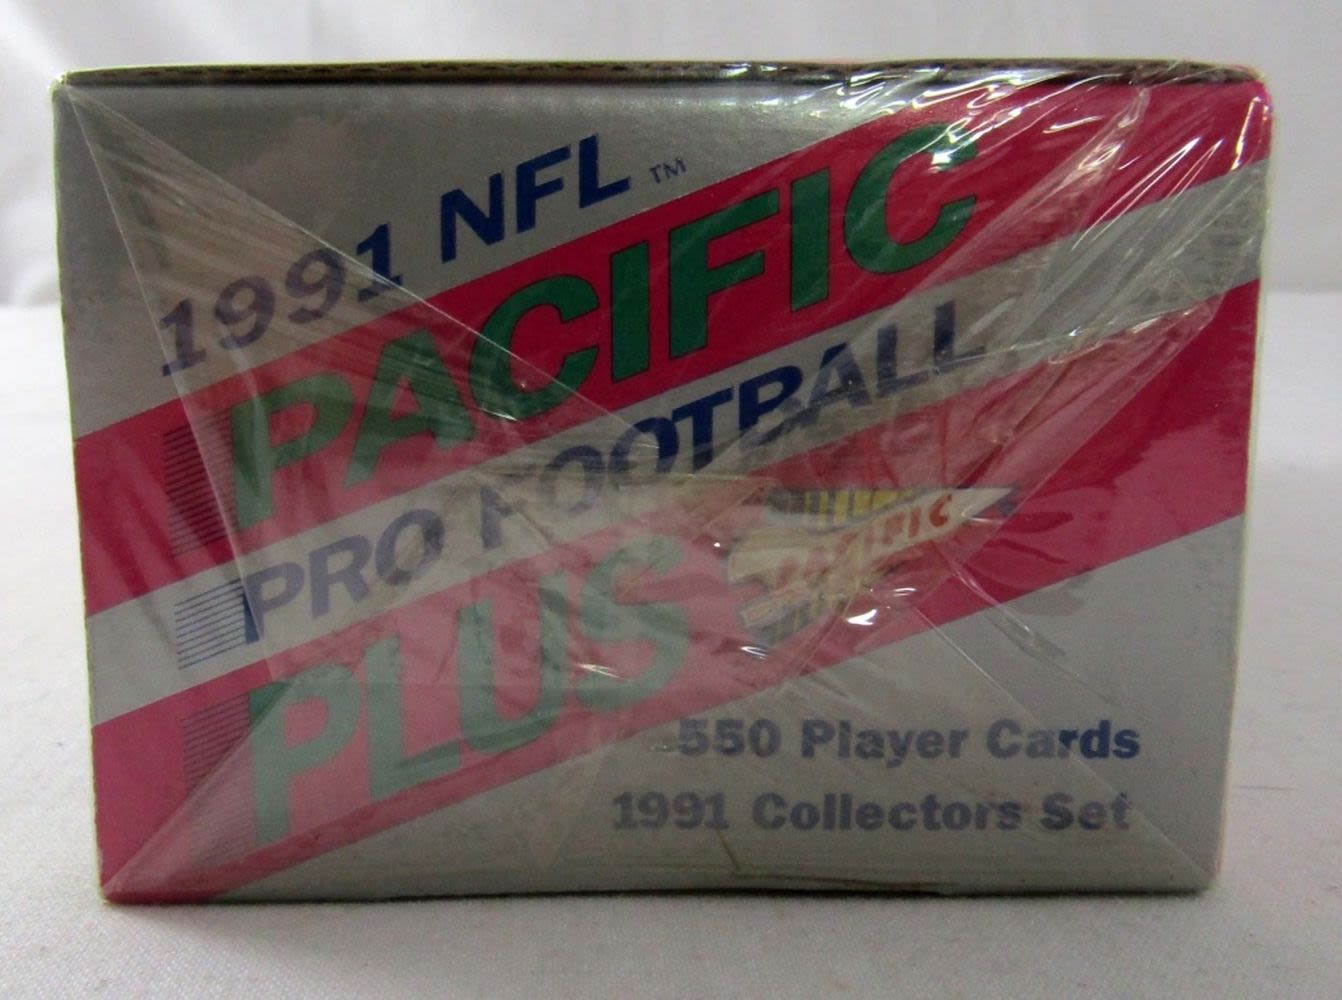 1991 NFL™
PACIFIC
PRO FOOTBALL
PLUS
PACIFIC
550 Player Cards
1991 Collectors Set